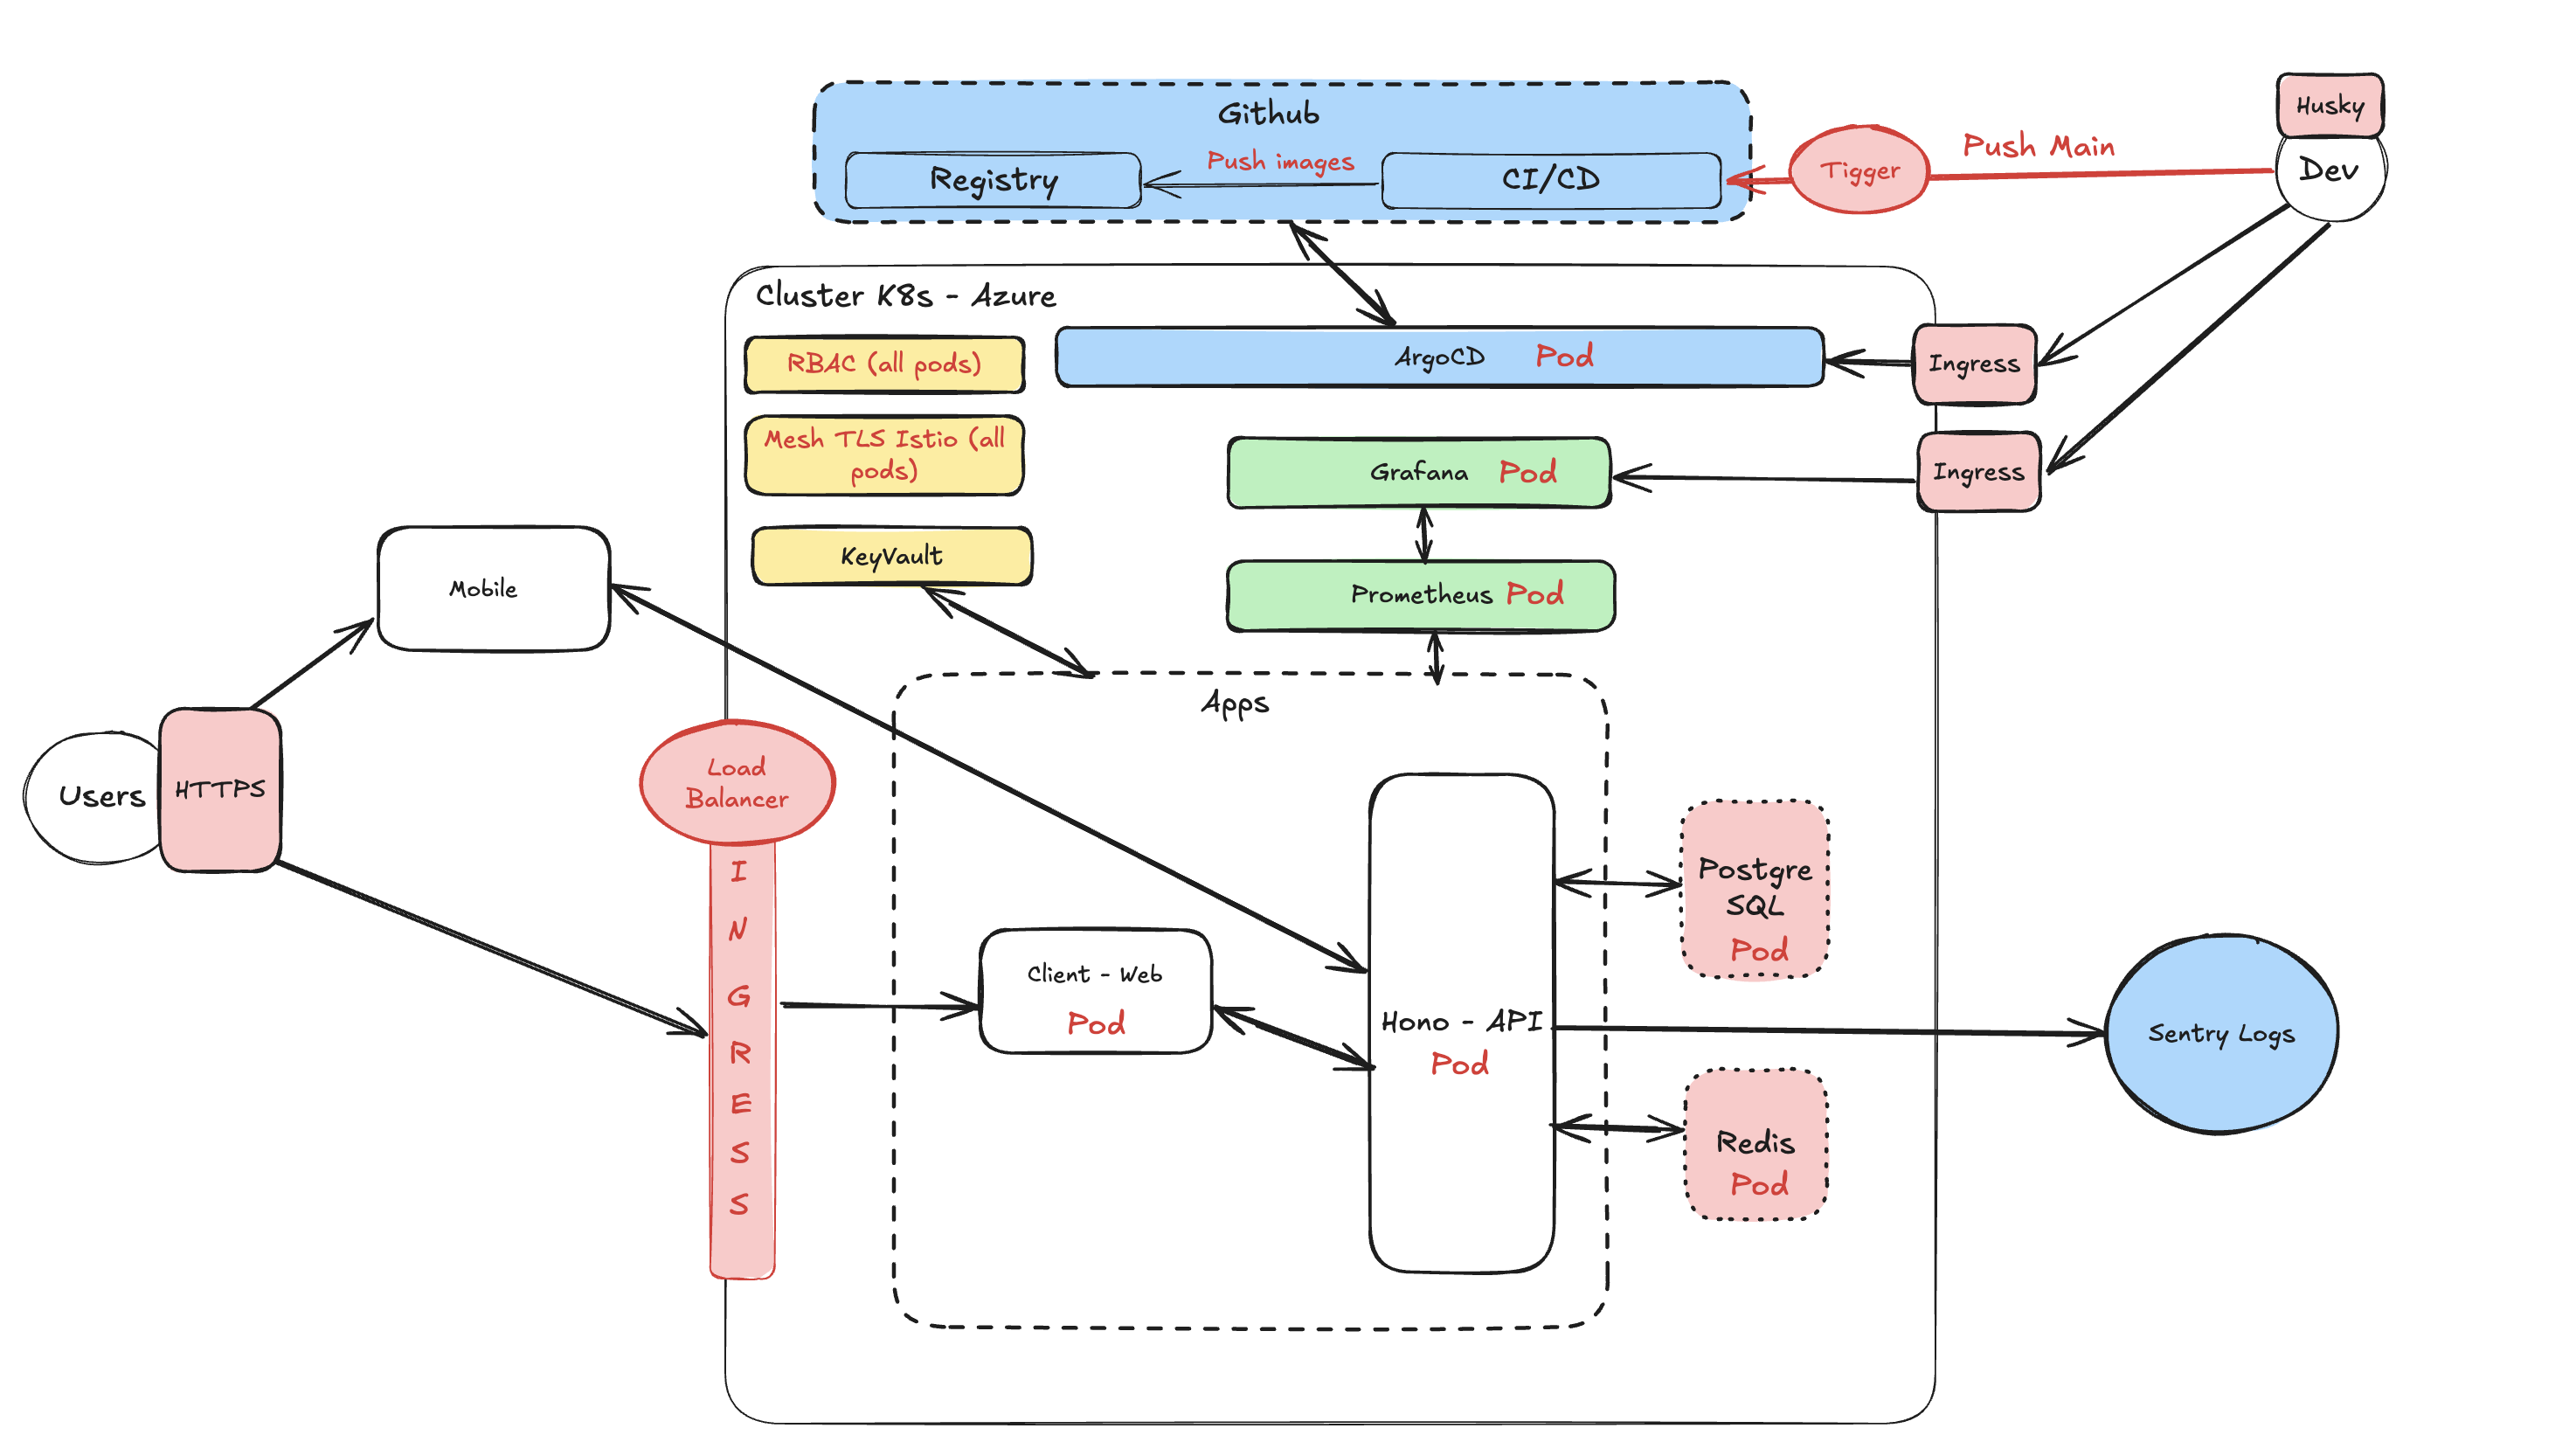 Github
Registry
Push images
CI/CD
Tigger
Push Main
Husky
Dev
Cluster K8s - Azure
RBAC (all pods)
Mesh TLS Istio (all
pods)
KeyVault
ArgoCD Pod
Ingress
Grafana Pod
Ingress
Prometheus Pod
Mobile
Users
HTTPS
Load
Balancer
I
N
G
R
E
S
S
Apps
Client - Web
Pod
Hono - API
Pod
Postgre
SQL
Pod
Redis
Pod
Sentry Logs